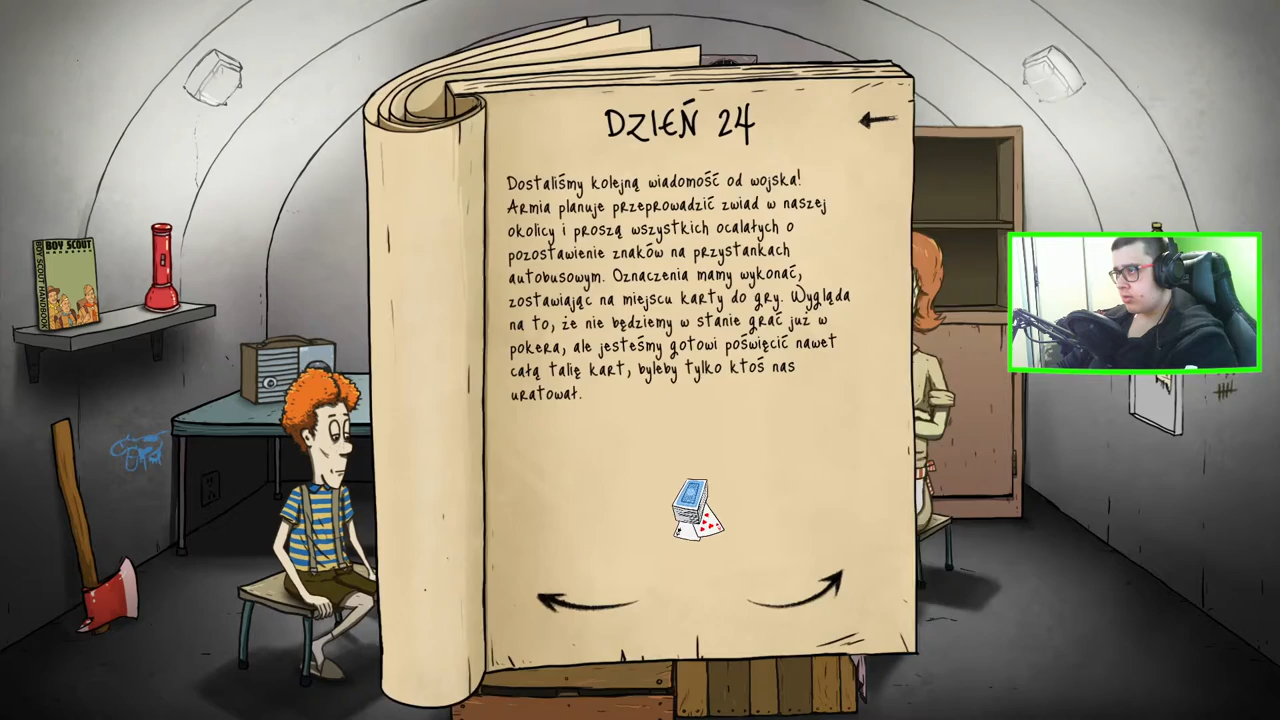 DZIEŃ 24
Dostaliśmy kolejną wiadomość od wojska!
Armia planuje przeprowadzić zwiad w naszej
okolicy i proszą wszystkich ocalałych o
pozostawienie znaków na przystankach
autobusowym. Oznaczenia mamy wykonać,
zostawiając na miejscu karty do gry. Wygląda
na to, że nie będziemy w stanie grać już w
pokera, ale jesteśmy gotowi poświęcić nawet
całą talię kart, byleby tylko ktoś nas
uratował.
BOY SCOUT
HANDBOOK
BOY SCOUT HANDBOOK